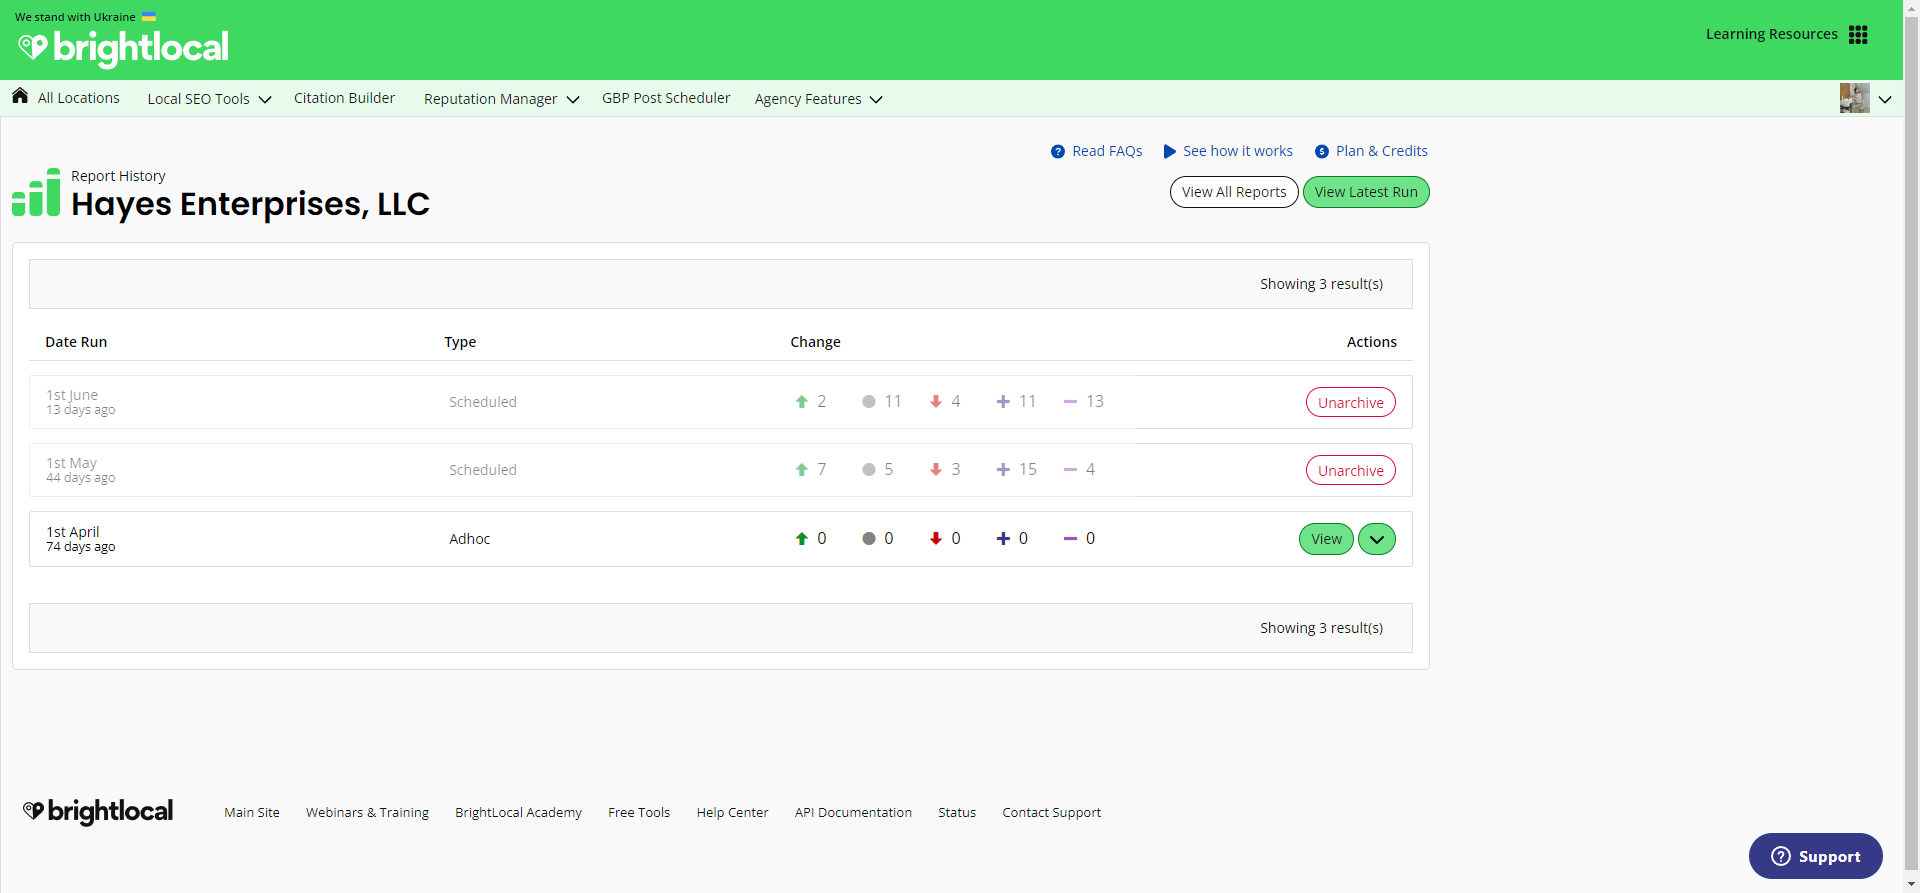 We stand with Ukraine
brightlocal
Learning Resources
All Locations Local SEO Tools Citation Builder Reputation Manager GBP Post Scheduler Agency Features
Read FAQs See how it works Plan & Credits
Report History
Hayes Enterprises, LLC
View All Reports View Latest Run
Showing 3 result(s)
Date Run Type Change Actions
1st June
13 days ago
Scheduled 2 11 4 11 13 Unarchive
1st May
44 days ago
Scheduled 7 5 3 15 4 Unarchive
1st April
74 days ago
Adhoc 0 0 0 0 0 View
Showing 3 result(s)
brightlocal Main Site Webinars & Training BrightLocal Academy Free Tools Help Center API Documentation Status Contact Support
Support